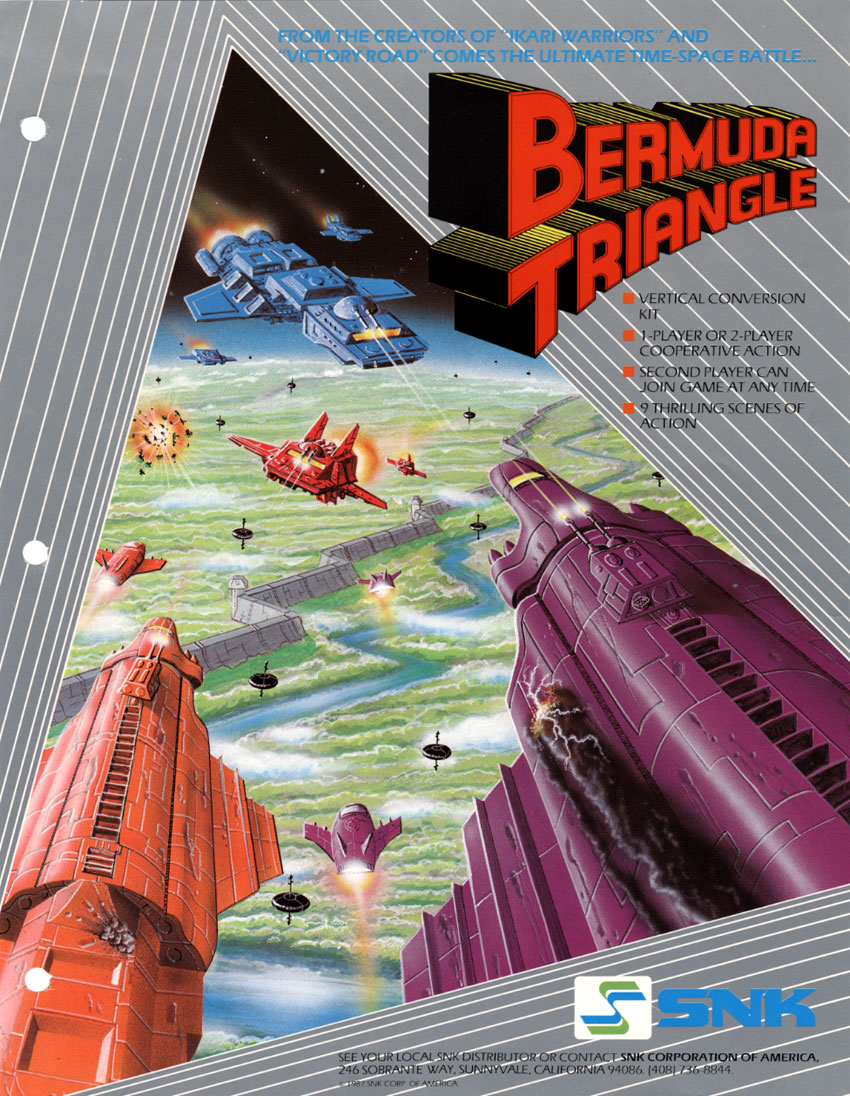 FROM THE CREATORS OF "IKARI WARRIORS" AND
"VICTORY ROAD" COMES THE ULTIMATE TIME-SPACE BATTLE...
BERMUDA
TRIANGLE
VERTICAL CONVERSION
KIT
1-PLAYER OR 2-PLAYER
COOPERATIVE ACTION
SECOND PLAYER CAN
JOIN GAME AT ANY TIME
9 THRILLING SCENES OF
ACTION
SNK
SEE YOUR LOCAL SNK DISTRIBUTOR OR CONTACT SNK CORPORATION OF AMERICA,
246 SOBRANTE WAY, SUNNYVALE, CALIFORNIA 94086. (408) 736-8844.
© 1987 SNK CORP. OF AMERICA.